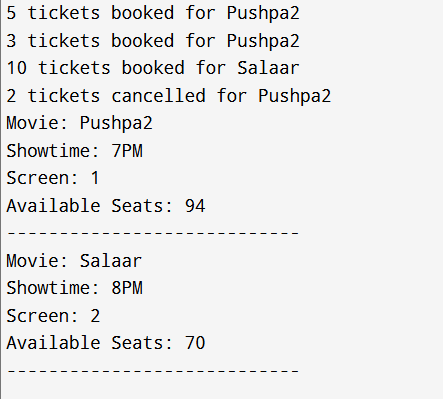 5 tickets booked for Pushpa2
3 tickets booked for Pushpa2
10 tickets booked for Salaar
2 tickets cancelled for Pushpa2
Movie: Pushpa2
Showtime: 7PM
Screen: 1
Available Seats: 94
----------------------------
Movie: Salaar
Showtime: 8PM
Screen: 2
Available Seats: 70
----------------------------